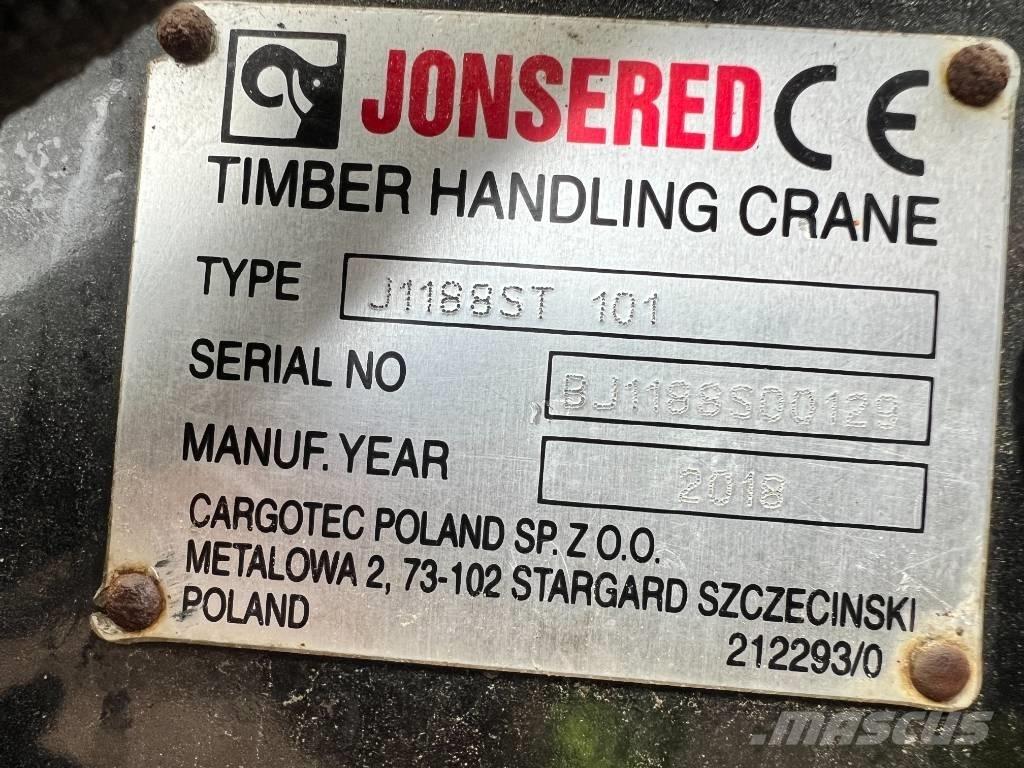 JONSERED CE
TIMBER HANDLING CRANE
TYPE J1188ST 101
SERIAL NO BJ1188S00129
MANUF. YEAR 2018
CARGOTEC POLAND SP. Z O.O.
METALOWA 2, 73-102 STARGARD SZCZECINSKI
POLAND
212293/0
mascus